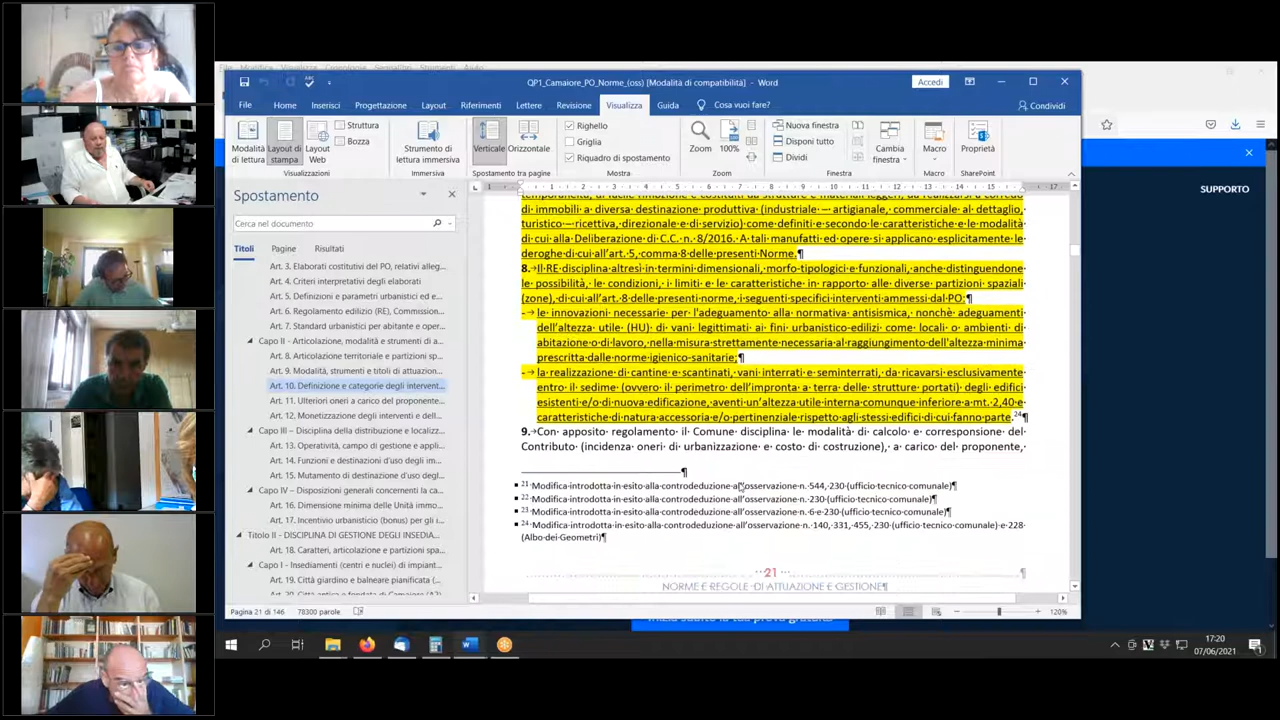 QP1_Camaiore_PO_Norme_(oss) [Modalità di compatibilità] - Word
Accedi
File Home Inserisci Progettazione Layout Riferimenti Lettere Revisione Visualizza Guida Cosa vuoi fare? Condividi
Modalità di lettura
Layout di stampa
Layout Web
Struttura
Bozza
Visualizzazioni
Strumento di lettura immersiva
Immersiva
Verticale
Orizzontale
Spostamento tra pagine
Righello
Griglia
Riquadro di spostamento
Mostra
Zoom
100%
Zoom
Nuova finestra
Disponi tutto
Dividi
Cambia finestra
Finestra
Macro
Macro
Proprietà
SharePoint
SUPPORTO
Spostamento
Cerca nel documento
Titoli Pagine Risultati
Art. 3. Elaborati costitutivi del PO, relativi alleg...
Art. 4. Criteri interpretativi degli elaborati
Art. 5. Definizioni e parametri urbanistici ed e...
Art. 6. Regolamento edilizio (RE), Commission...
Art. 7. Standard urbanistici per abitante e oper...
Capo II - Articolazione, modalità e strumenti di a...
Art. 8. Articolazione territoriale e partizioni sp...
Art. 9. Modalità, strumenti e titoli di attuazion...
Art. 10. Definizione e categorie degli intervent...
Art. 11. Ulteriori oneri a carico del proponente...
Art. 12. Monetizzazione degli interventi e dell...
Capo III – Disciplina della distribuzione e localizz...
Art. 13. Operatività, campo di gestione e applic...
Art. 14. Funzioni e destinazioni d'uso degli im...
Art. 15. Mutamento di destinazione d'uso degl...
Capo IV – Disposizioni generali concernenti la ca...
Art. 16. Dimensione minima delle Unità immo...
Art. 17. Incentivo urbanistico (bonus) per gli i...
Titolo II - DISCIPLINA DI GESTIONE DEGLI INSEDIA...
Art. 18. Caratteri, articolazione e partizioni spa...
Capo I - Insediamenti (centri e nuclei) di impiant...
Art. 19. Città giardino e balneare pianificata (...
di immobili a diversa destinazione produttiva (industriale – artigianale, commerciale al dettaglio,
turistico – ricettiva, direzionale e di servizio) come definiti e secondo le caratteristiche e le modalità
di cui alla Deliberazione di C.C. n. 8/2016. A tali manufatti ed opere si applicano esplicitamente le
deroghe di cui all'art. 5, comma 8 delle presenti Norme.¶
8. Il RE disciplina altresì in termini dimensionali, morfo tipologici e funzionali, anche distinguendone
le possibilità, le condizioni, i limiti e le caratteristiche in rapporto alle diverse partizioni spaziali
(zone), di cui all'art. 8 delle presenti norme, i seguenti specifici interventi ammessi dal PO:¶
- le innovazioni necessarie per l'adeguamento alla normativa antisismica, nonchè adeguamenti
dell'altezza utile (HU) di vani legittimati ai fini urbanistico-edilizi come locali o ambienti di
abitazione o di lavoro, nella misura strettamente necessaria al raggiungimento dell'altezza minima
prescritta dalle norme igienico-sanitarie;¶
- la realizzazione di cantine e scantinati, vani interrati e seminterrati, da ricavarsi esclusivamente
entro il sedime (ovvero il perimetro dell'impronta a terra delle strutture portati) degli edifici
esistenti e/o di nuova edificazione, aventi un'altezza utile interna comunque inferiore a mt. 2,40 e
caratteristiche di natura accessoria e/o pertinenziale rispetto agli stessi edifici di cui fanno parte.24¶
9. Con apposito regolamento il Comune disciplina le modalità di calcolo e corresponsione del
Contributo (incidenza oneri di urbanizzazione e costo di costruzione), a carico del proponente,
¶
21 Modifica introdotta in esito alla controdeduzione all'osservazione n. 544, 230 (ufficio tecnico comunale)¶
22 Modifica introdotta in esito alla controdeduzione all'osservazione n. 230 (ufficio tecnico comunale)¶
23 Modifica introdotta in esito alla controdeduzione all'osservazione n. 6 e 230 (ufficio tecnico comunale)¶
24 Modifica introdotta in esito alla controdeduzione all'osservazione n. 140, 331, 455, 230 (ufficio tecnico comunale) e 228
(Albo dei Geometri)¶
21
NORME E REGOLE DI ATTUAZIONE E GESTIONE¶
Pagina 21 di 146 78300 parole
120%
17:20
07/06/2021